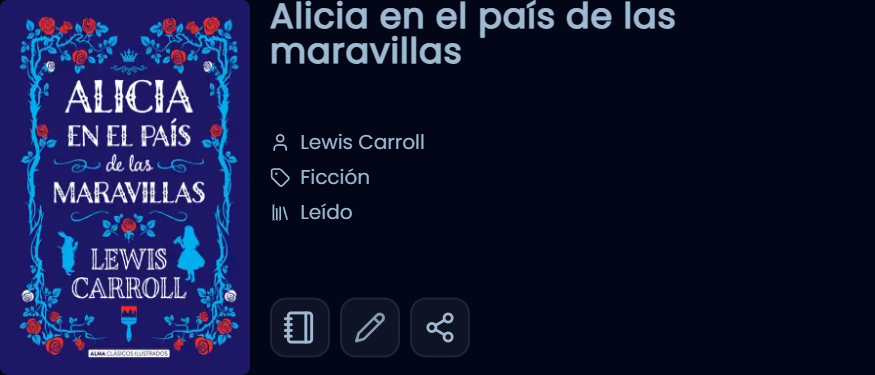 ALICIA
EN EL PAÍS
de las
MARAVILLAS
LEWIS
CARROLL
ALMA CLÁSICOS ILUSTRADOS
Alicia en el país de las
maravillas
Lewis Carroll
Ficción
Leído